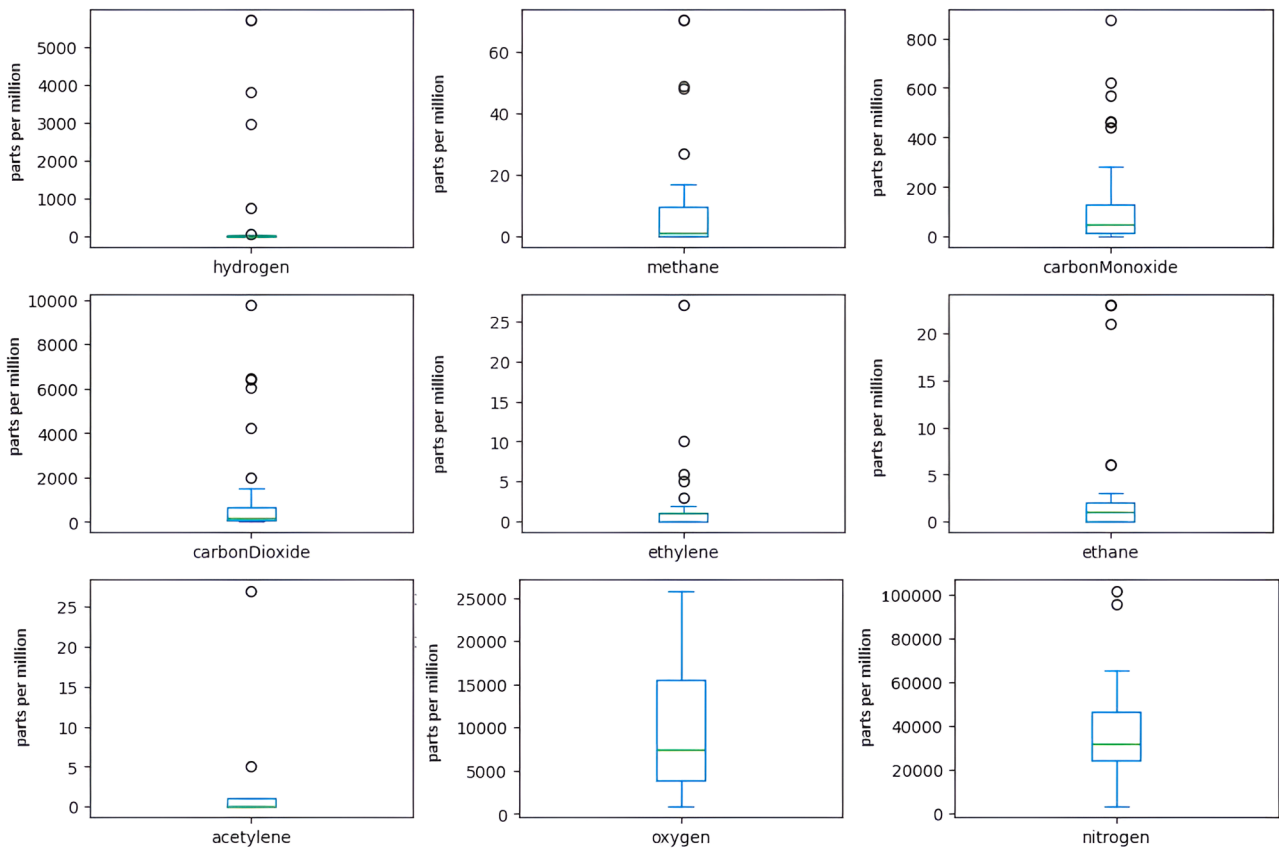 parts per million
5000
4000
3000
2000
1000
0
hydrogen
parts per million
60
40
20
0
methane
parts per million
800
600
400
200
0
carbonMonoxide
parts per million
10000
8000
6000
4000
2000
0
carbonDioxide
parts per million
25
20
15
10
5
0
ethylene
parts per million
20
15
10
5
0
ethane
parts per million
25
20
15
10
5
0
acetylene
parts per million
25000
20000
15000
10000
5000
0
oxygen
parts per million
100000
80000
60000
40000
20000
0
nitrogen